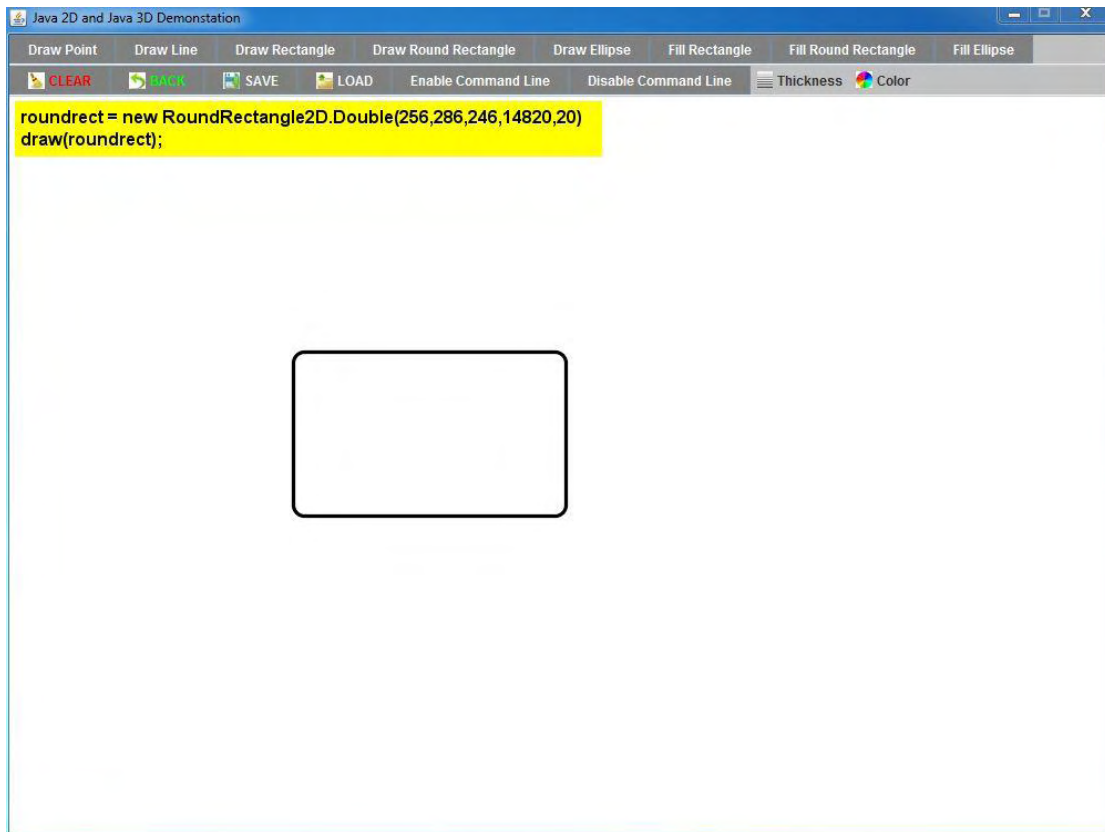 Java 2D and Java 3D Demonstation
Draw Point Draw Line Draw Rectangle Draw Round Rectangle Draw Ellipse Fill Rectangle Fill Round Rectangle Fill Ellipse
CLEAR BACK SAVE LOAD Enable Command Line Disable Command Line Thickness Color
roundrect = new RoundRectangle2D.Double(256,286,246,14820,20)
draw(roundrect);